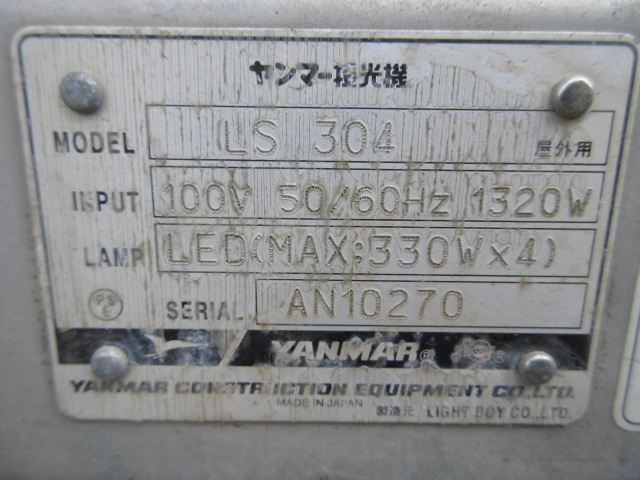 ヤンマー投光機
MODEL LS 304 屋外用
INPUT 100V 50/60Hz 1320W
LAMP LED(MAX:330W×4)
PS E SERIAL AN10270
YANMAR ® ®
YANMAR CONSTRUCTION EQUIPMENT CO.,LTD.
MADE IN JAPAN 製造元 LIGHT BOY CO.,LTD.